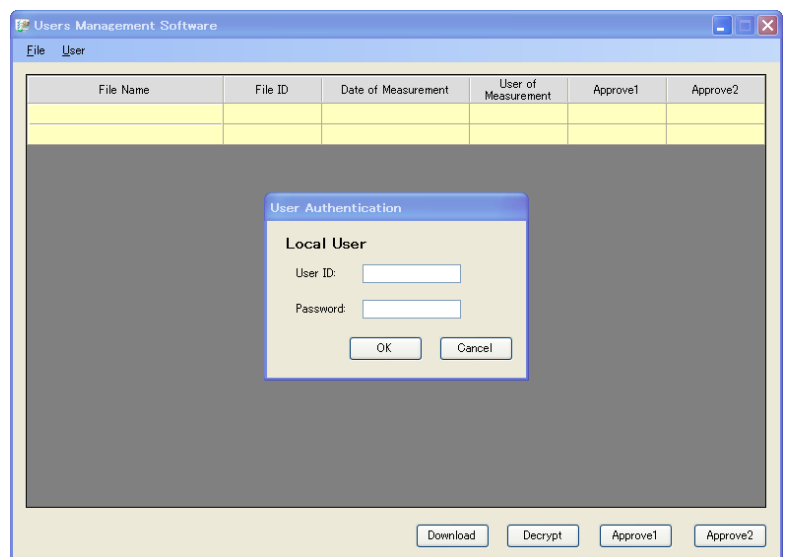 Users Management Software
File User
File Name File ID Date of Measurement User of Measurement Approve1 Approve2
User Authentication
Local User
User ID:
Password:
OK Cancel
Download Decrypt Approve1 Approve2